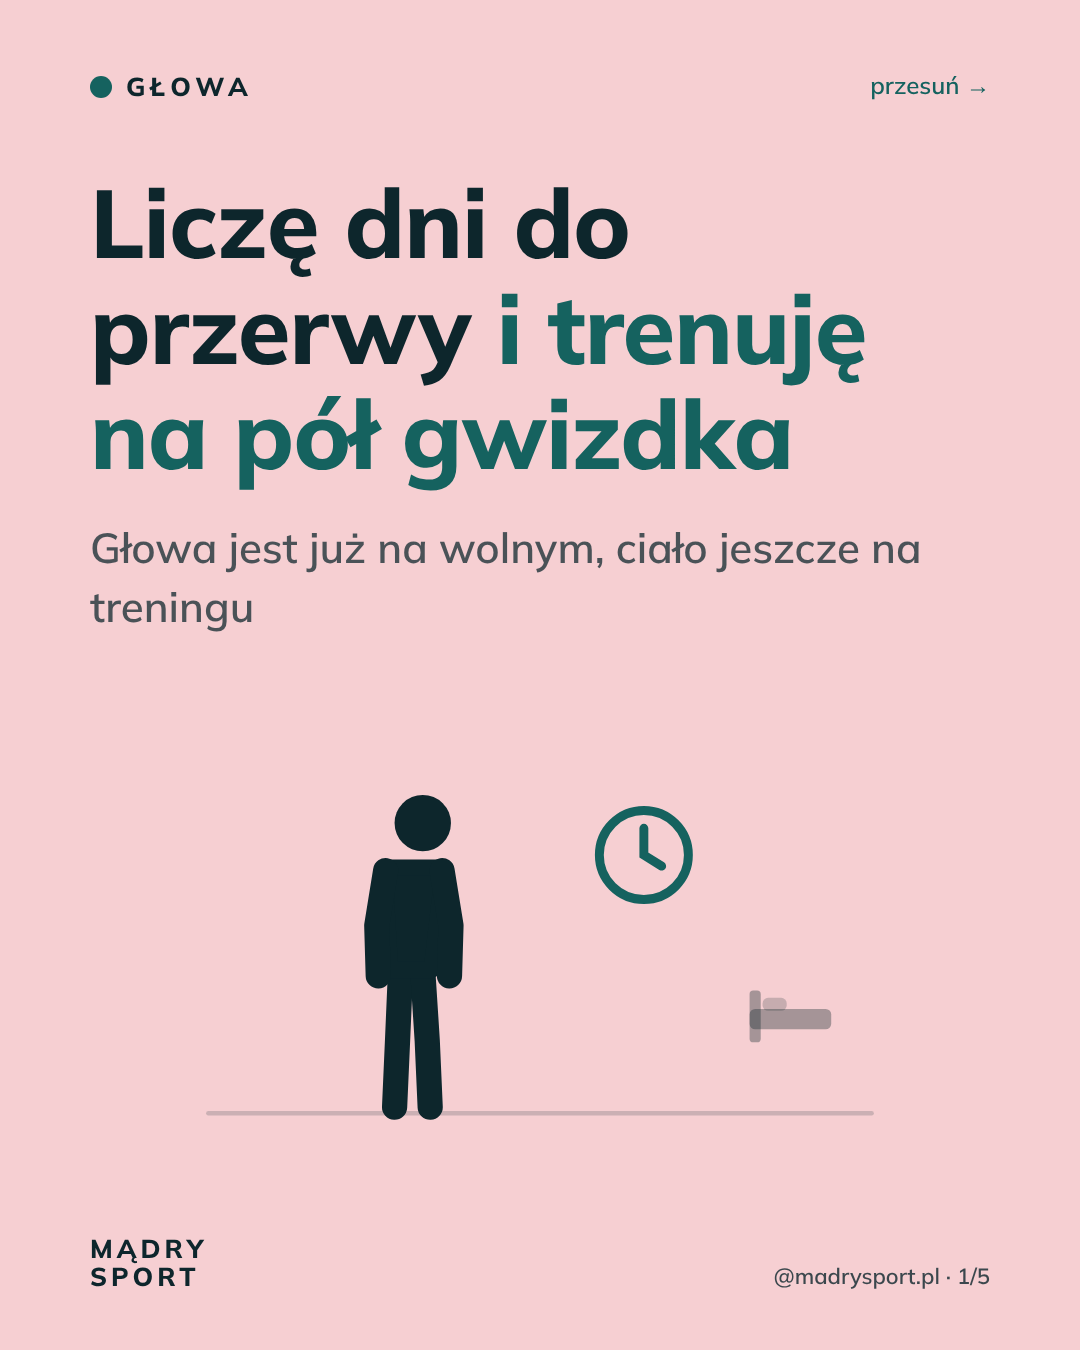 GŁOWA
przesuń →
Liczę dni do
przerwy i trenuję
na pół gwizdka
Głowa jest już na wolnym, ciało jeszcze na
treningu
MĄDRY
SPORT
@madrysport.pl · 1/5